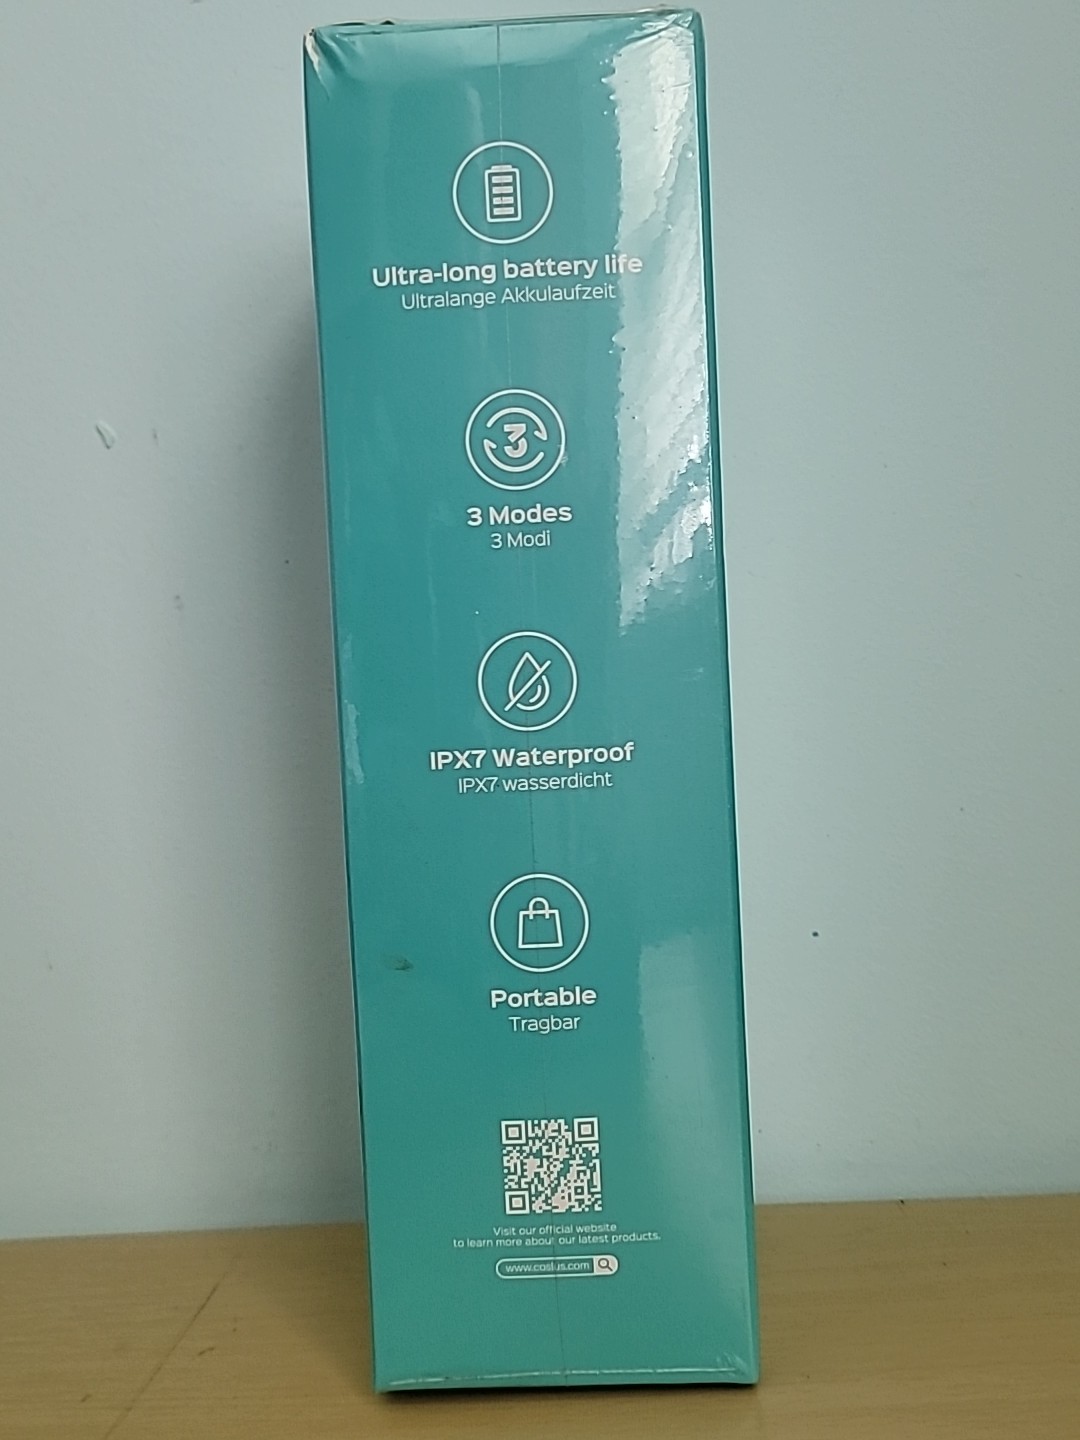 Ultra-long battery life
Ultralange Akkulaufzeit
3
3 Modes
3 Modi
IPX7 Waterproof
IPX7 wasserdicht
Portable
Tragbar
Visit our official website
to learn more about our latest products.
www.coslus.com